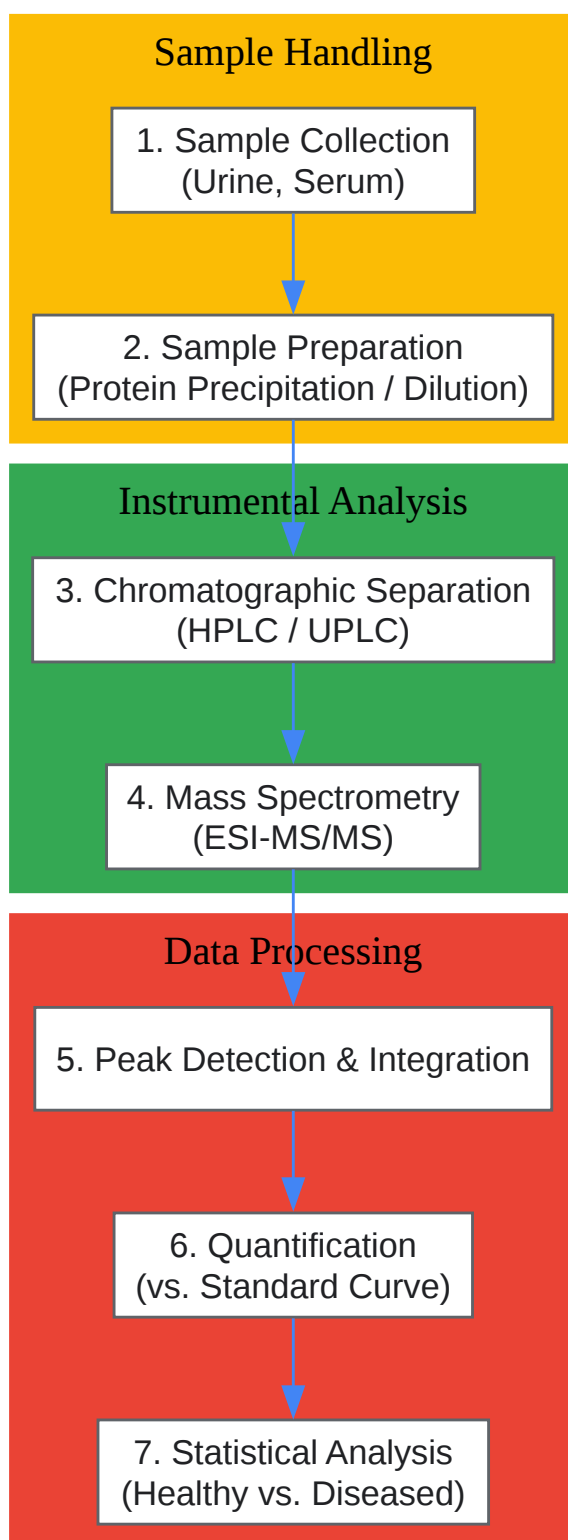 Sample Handling
1. Sample Collection
(Urine, Serum)
2. Sample Preparation
(Protein Precipitation / Dilution)
Instrumental Analysis
3. Chromatographic Separation
(HPLC / UPLC)
4. Mass Spectrometry
(ESI-MS/MS)
Data Processing
5. Peak Detection & Integration
6. Quantification
(vs. Standard Curve)
7. Statistical Analysis
(Healthy vs. Diseased)